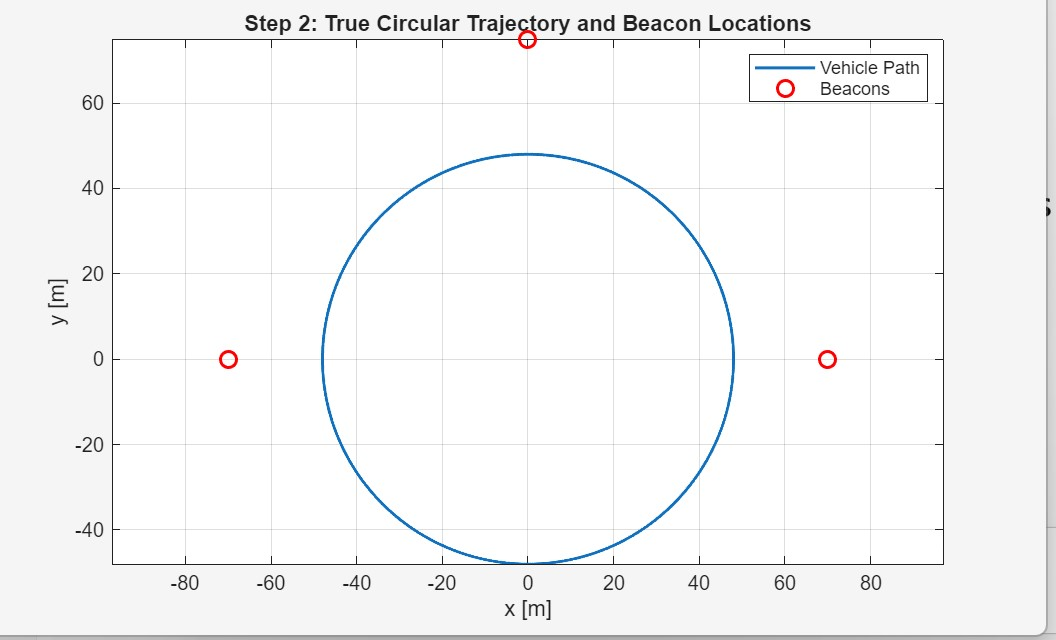 Step 2: True Circular Trajectory and Beacon Locations
Vehicle Path
Beacons
60
40
20
0
-20
-40
y [m]
-80 -60 -40 -20 0 20 40 60 80
x [m]